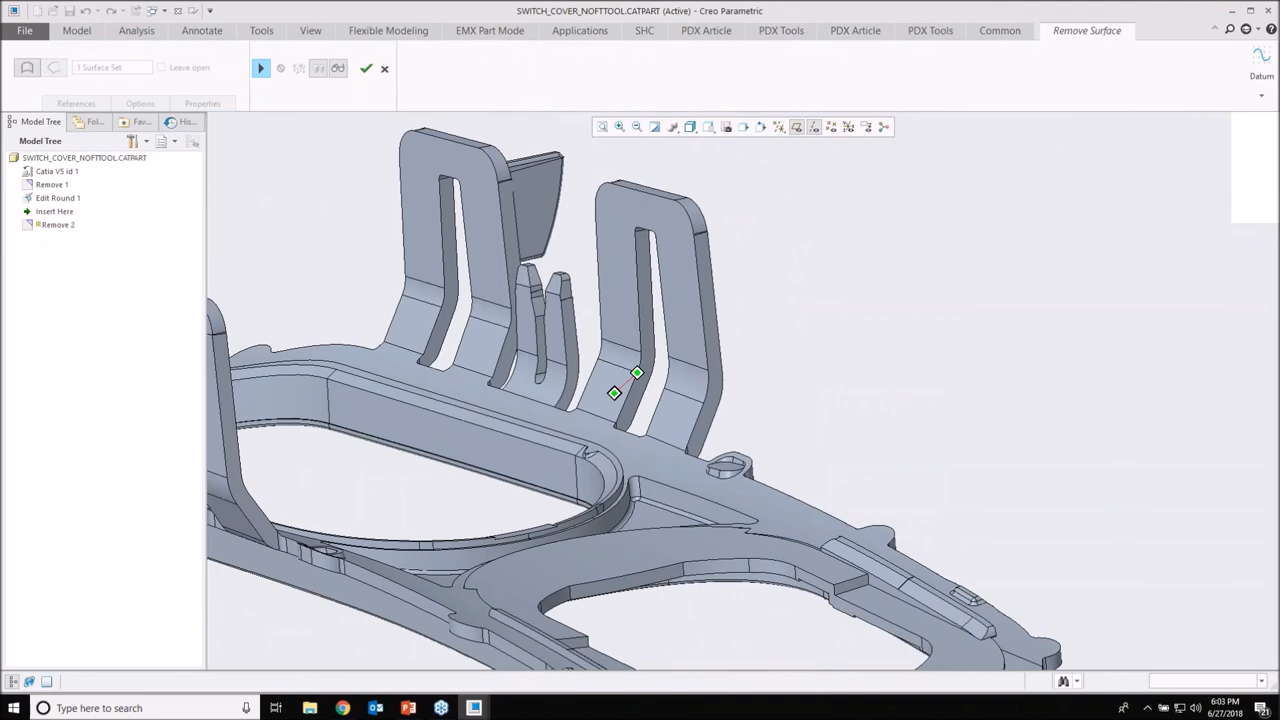 SWITCH_COVER_NOFTTOOL.CATPART (Active) - Creo Parametric
File Model Analysis Annotate Tools View Flexible Modeling EMX Part Mode Applications SHC PDX Article PDX Tools PDX Article PDX Tools Common Remove Surface
1 Surface Set Leave open
Datum
References Options Properties
Model Tree Fol... Fav... His...
Model Tree
SWITCH_COVER_NOFTTOOL.CATPART
Catia V5 id 1
Remove 1
Edit Round 1
Insert Here
Remove 2
Type here to search
6:03 PM
6/27/2018
21